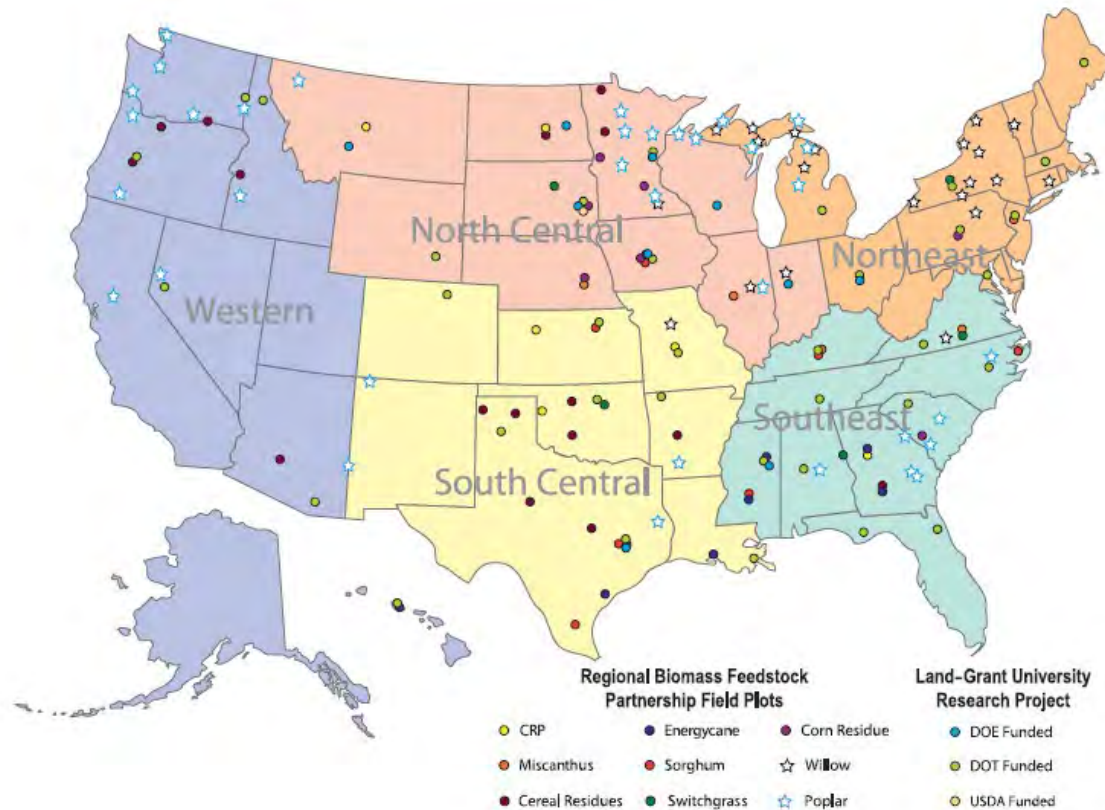 North Central
Northeast
Western
Southeast
South Central
Regional Biomass Feedstock
Partnership Field Plots
Land–Grant University
Research Project
CRP
Energycane
Corn Residue
DOE Funded
Miscanthus
Sorghum
Willow
DOT Funded
Cereal Residues
Switchgrass
Poplar
USDA Funded